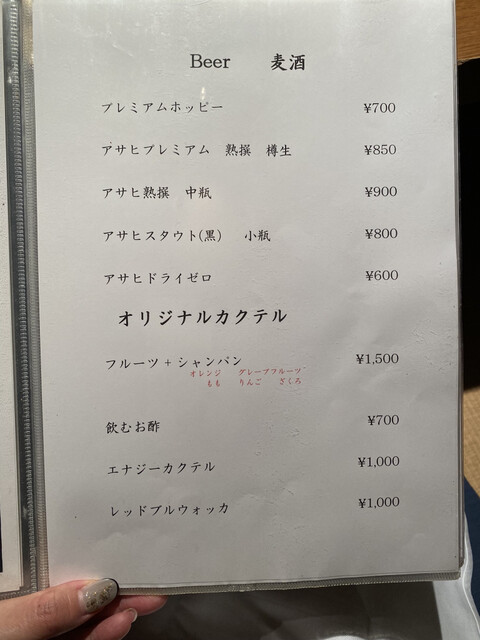 Beer 麦酒
プレミアムホッピー ¥700
アサヒプレミアム 熟撰 樽生 ¥850
アサヒ熟撰 中瓶 ¥900
アサヒスタウト(黒) 小瓶 ¥800
アサヒドライゼロ ¥600
オリジナルカクテル
フルーツ + シャンパン ¥1,500
オレンジ グレープフルーツ
もも りんご ざくろ
飲むお酢 ¥700
エナジーカクテル ¥1,000
レッドブルウォッカ ¥1,000